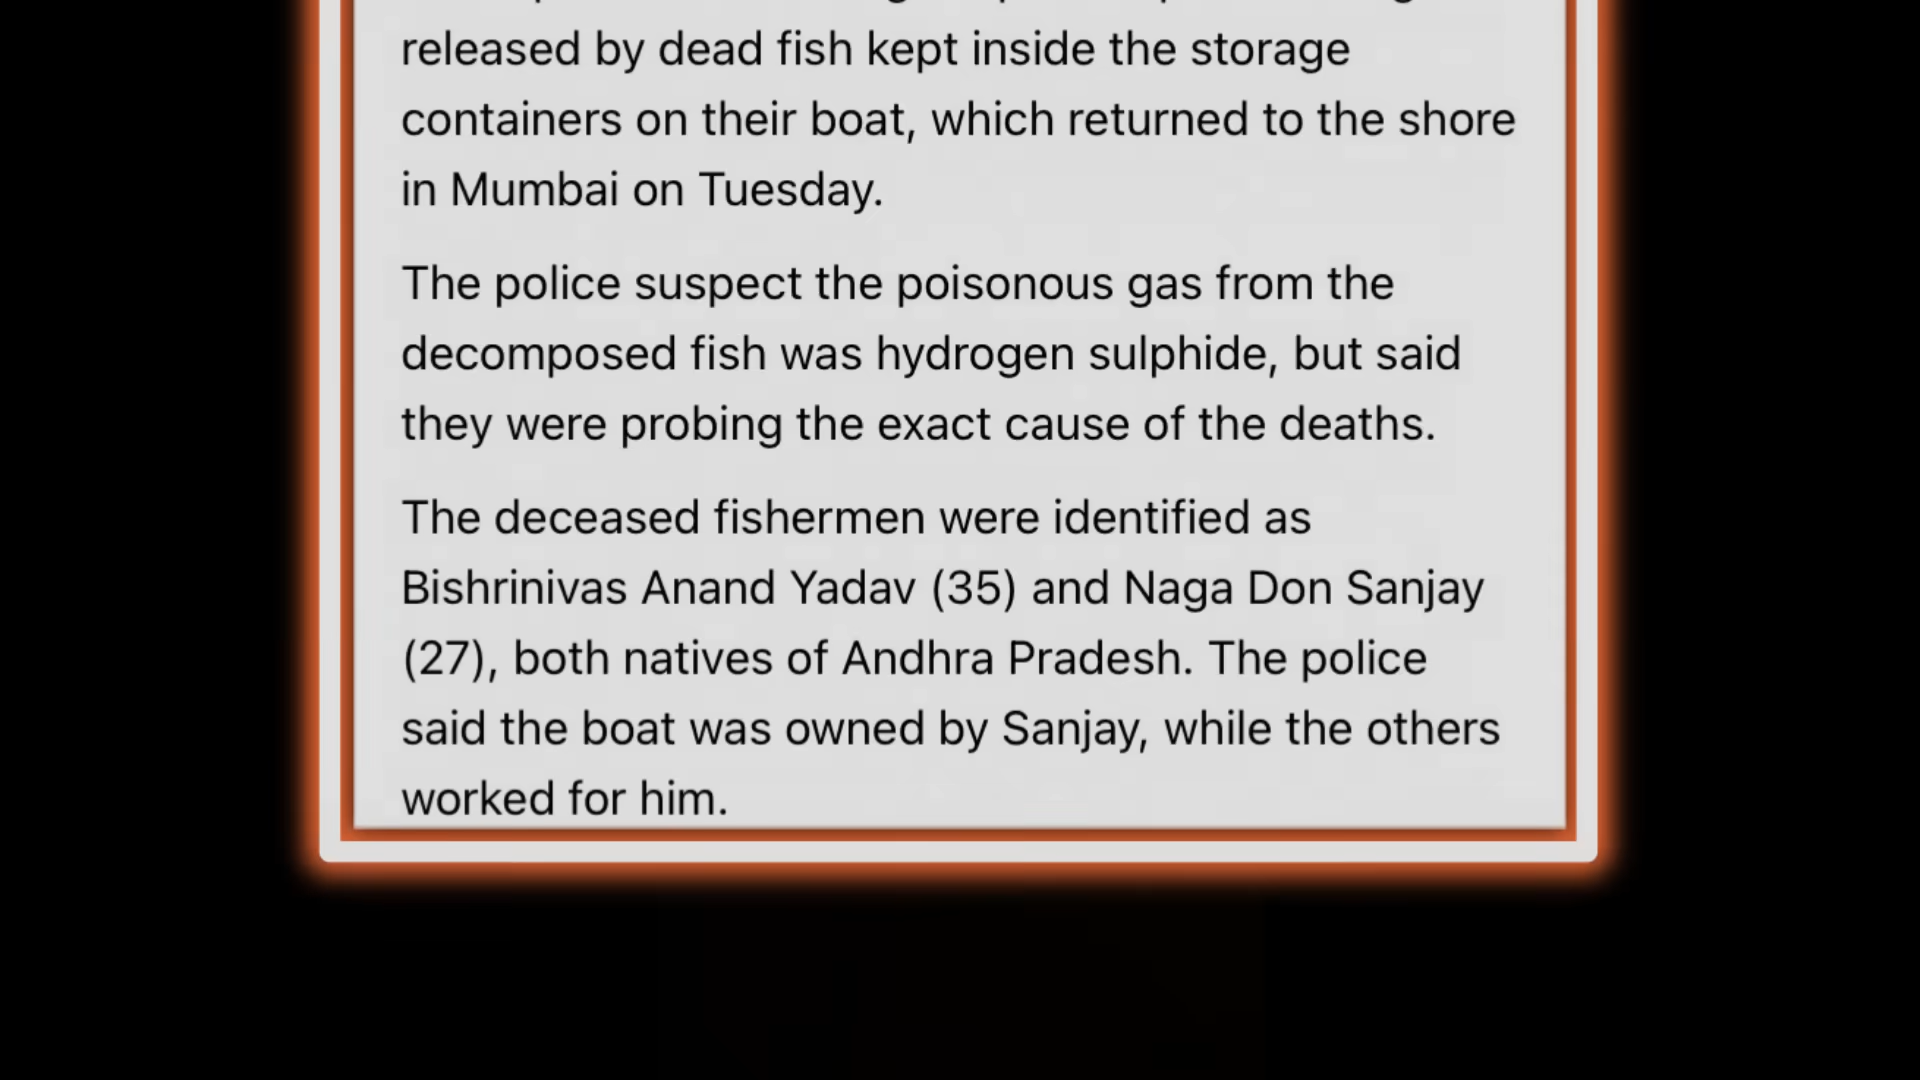 released by dead fish kept inside the storage
containers on their boat, which returned to the shore
in Mumbai on Tuesday.
The police suspect the poisonous gas from the
decomposed fish was hydrogen sulphide, but said
they were probing the exact cause of the deaths.
The deceased fishermen were identified as
Bishrinivas Anand Yadav (35) and Naga Don Sanjay
(27), both natives of Andhra Pradesh. The police
said the boat was owned by Sanjay, while the others
worked for him.